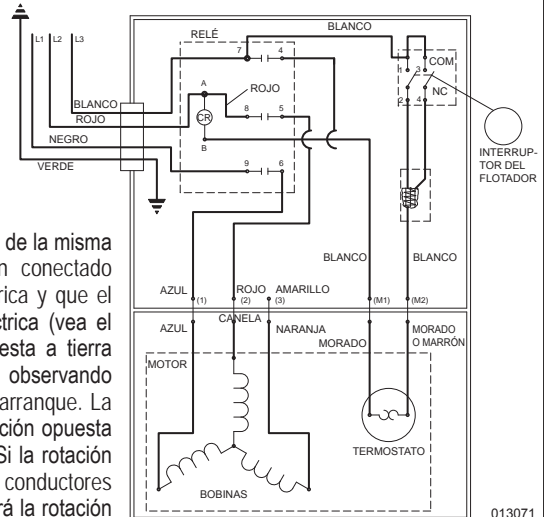 BLANCO
RELÉ
L1 L2 L3
7 4
COM
1 3
A
ROJO
NC
BLANCO
ROJO
8 5
2 4
CR
NEGRO
B
INTERRUP-
TOR DEL
FLOTADOR
VERDE
9 6
de la misma
n conectado
rica y que el
ctrica (vea el
esta a tierra
observando
arranque. La
ción opuesta
Si la rotación
conductores
rá la rotación
BLANCO BLANCO
AZUL ROJO AMARILLO
(1) (2) (3) (M1) (M2)
CANELA
AZUL NARANJA MORADO
MORADO O MARRÓN
MOTOR
TERMOSTATO
BOBINAS
013071